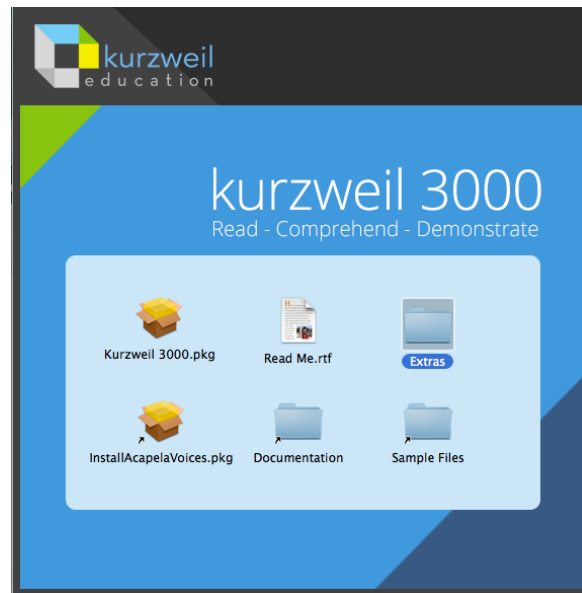 kurzweil
education
kurzweil 3000
Read - Comprehend - Demonstrate
Kurzweil 3000.pkg
Read Me.rtf
Extras
InstallAcapelaVoices.pkg
Documentation
Sample Files